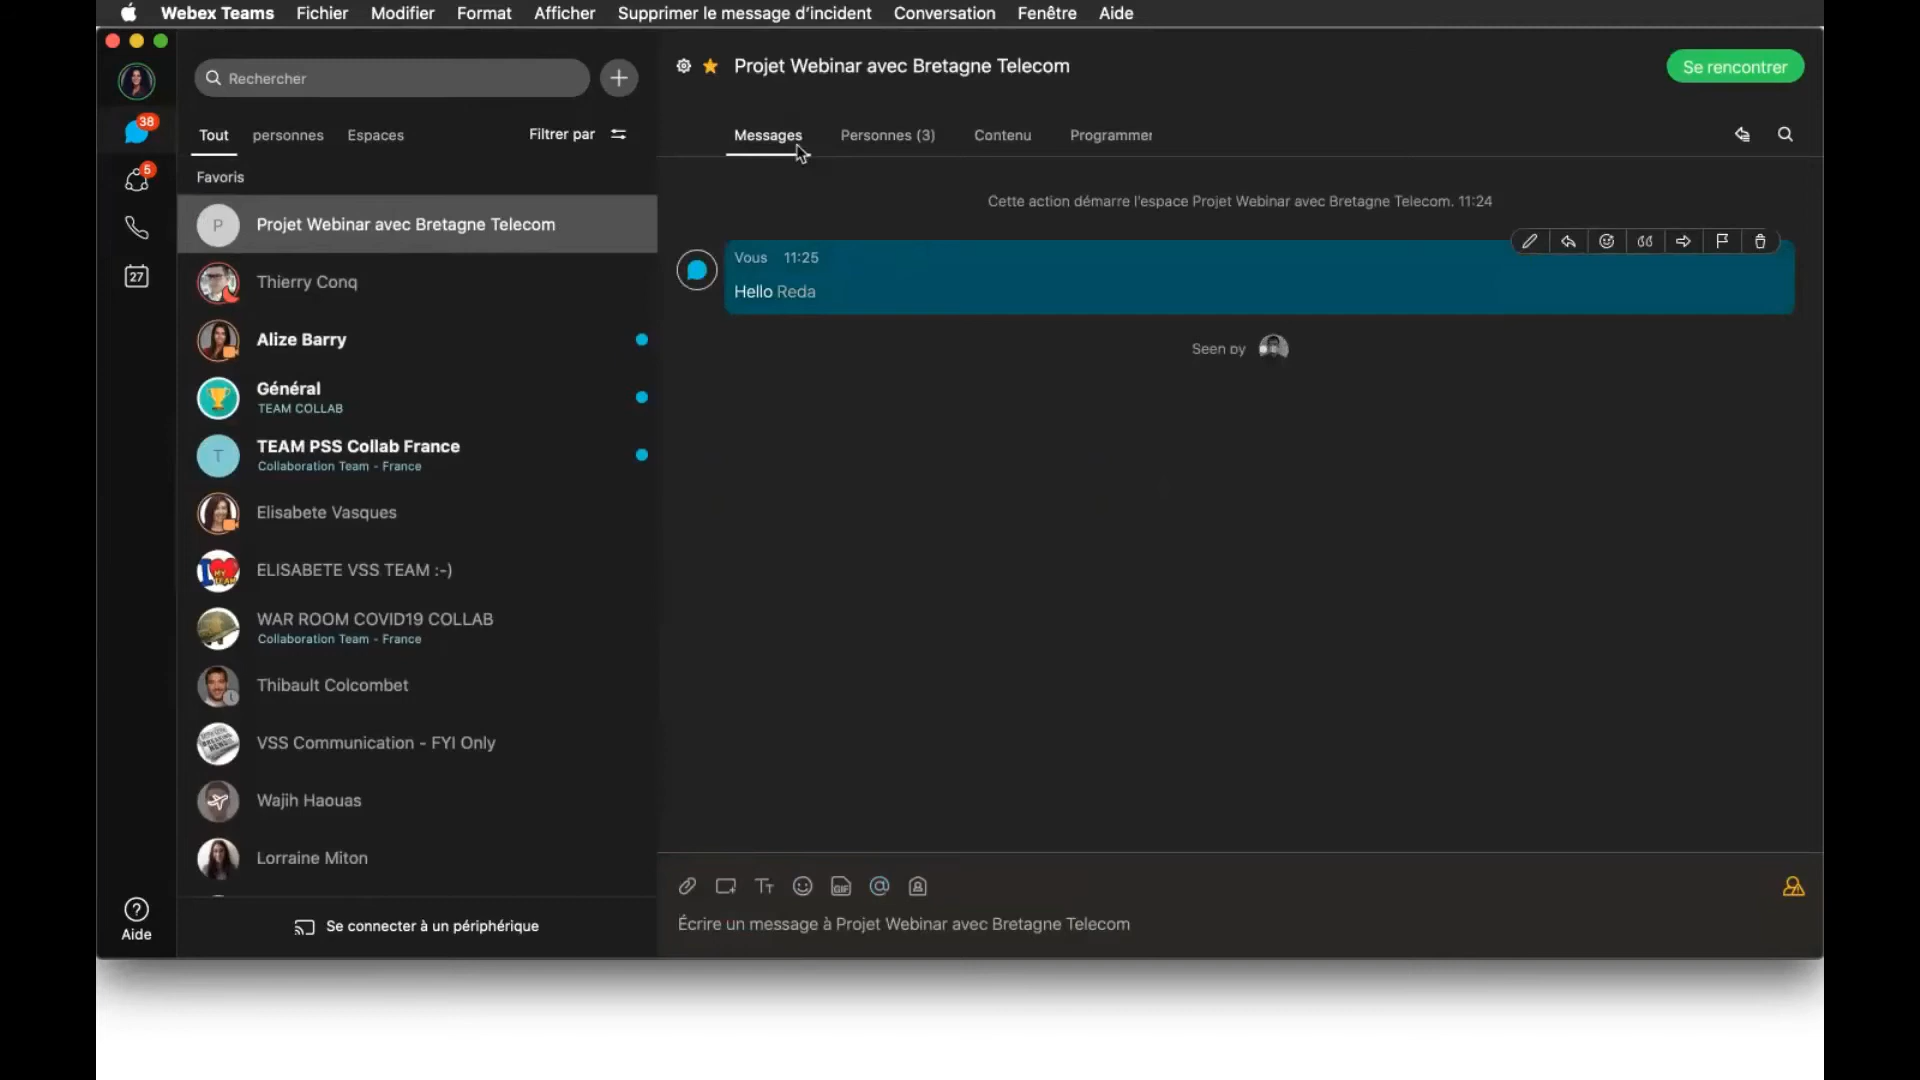 Webex Teams Fichier Modifier Format Afficher Supprimer le message d'incident Conversation Fenêtre Aide
Rechercher
Projet Webinar avec Bretagne Telecom
Se rencontrer
38
Tout personnes Espaces Filtrer par
Messages Personnes (3) Contenu Programmer
5
Favoris
Cette action démarre l'espace Projet Webinar avec Bretagne Telecom. 11:24
P Projet Webinar avec Bretagne Telecom
Vous 11:25
Hello Reda
Seen by
27
Thierry Conq
Alize Barry
Général
TEAM COLLAB
T TEAM PSS Collab France
Collaboration Team - France
Elisabete Vasques
ELISABETE VSS TEAM :-)
WAR ROOM COVID19 COLLAB
Collaboration Team - France
Thibault Colcombet
VSS Communication - FYI Only
Wajih Haouas
Lorraine Miton
GIF
Aide
Se connecter à un périphérique
Écrire un message à Projet Webinar avec Bretagne Telecom